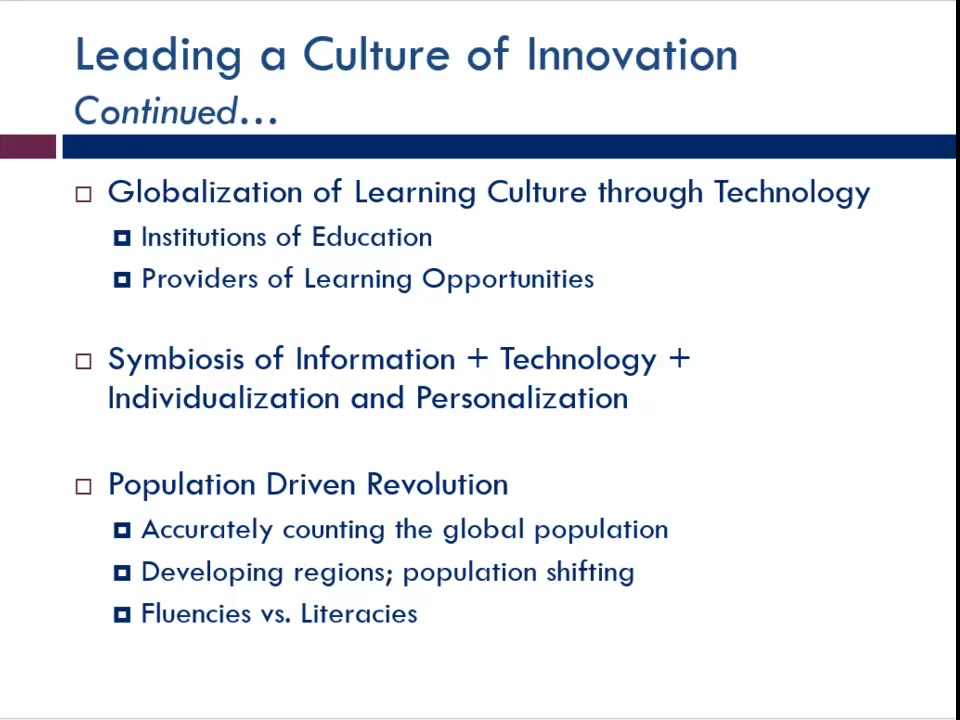 Leading a Culture of Innovation
Continued...
Globalization of Learning Culture through Technology
Institutions of Education
Providers of Learning Opportunities
Symbiosis of Information + Technology +
Individualization and Personalization
Population Driven Revolution
Accurately counting the global population
Developing regions; population shifting
Fluencies vs. Literacies